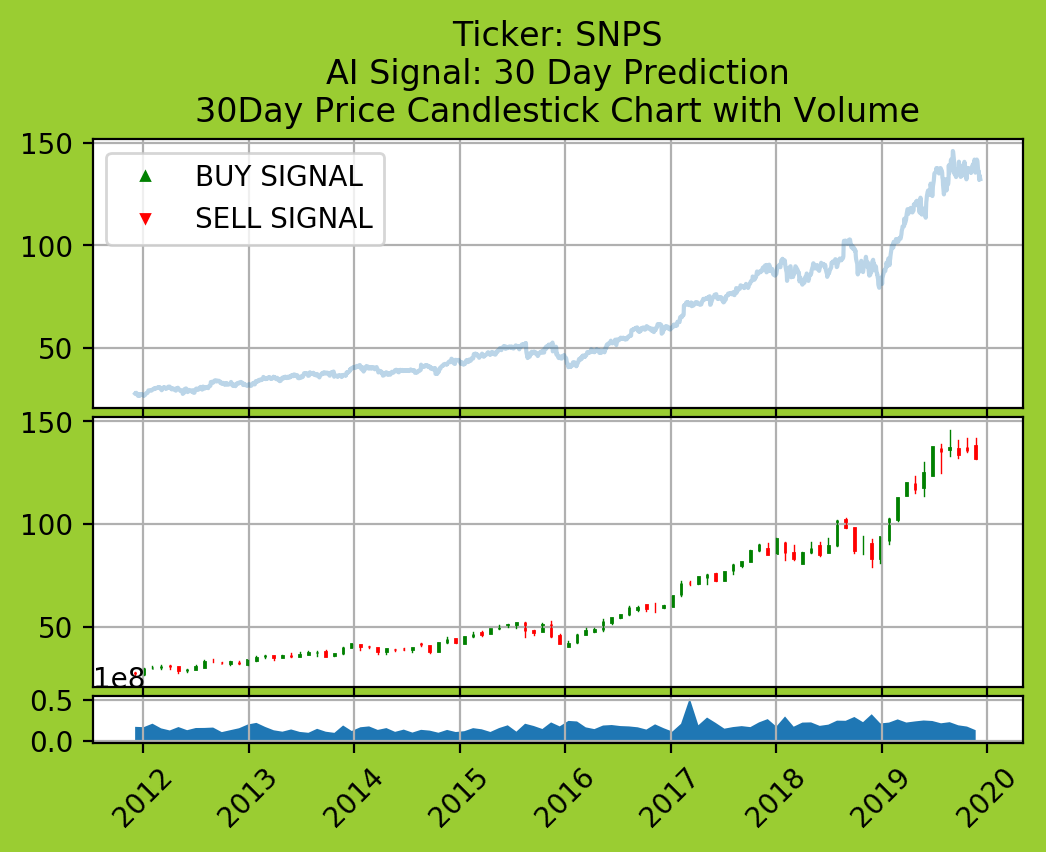 Ticker: SNPS
AI Signal: 30 Day Prediction
30Day Price Candlestick Chart with Volume
150
BUY SIGNAL
SELL SIGNAL
100
50
150
100
50
1e8
0.5
0.0
2012 2013 2014 2015 2016 2017 2018 2019 2020